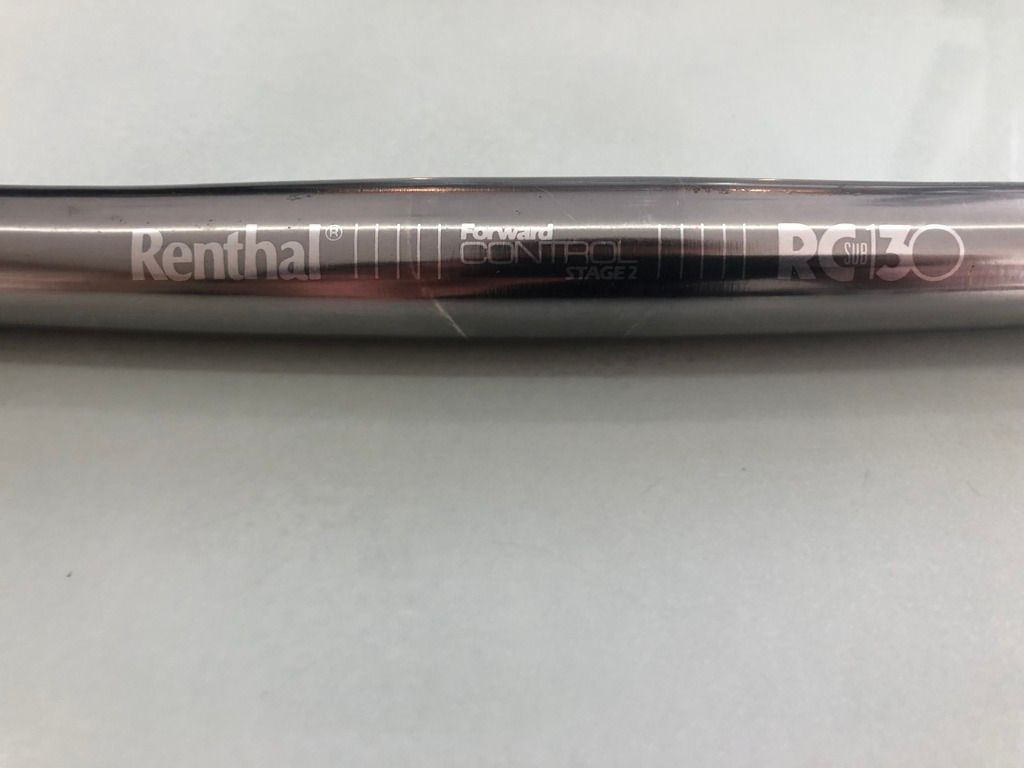 Renthal®
Forward
CONTROL
STAGE 2
RC SUB 130